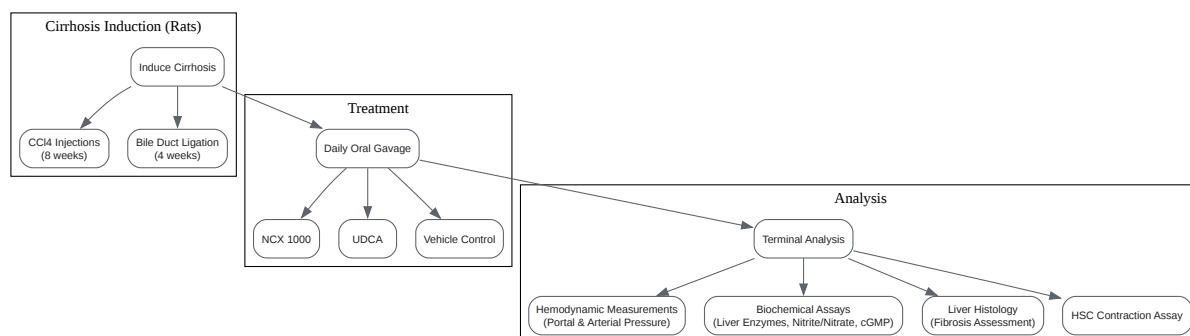 Cirrhosis Induction (Rats)
Induce Cirrhosis
CCl4 Injections
(8 weeks)
Bile Duct Ligation
(4 weeks)
Treatment
Daily Oral Gavage
NCX 1000
UDCA
Vehicle Control
Analysis
Terminal Analysis
Hemodynamic Measurements
(Portal & Arterial Pressure)
Biochemical Assays
(Liver Enzymes, Nitrite/Nitrate, cGMP)
Liver Histology
(Fibrosis Assessment)
HSC Contraction Assay